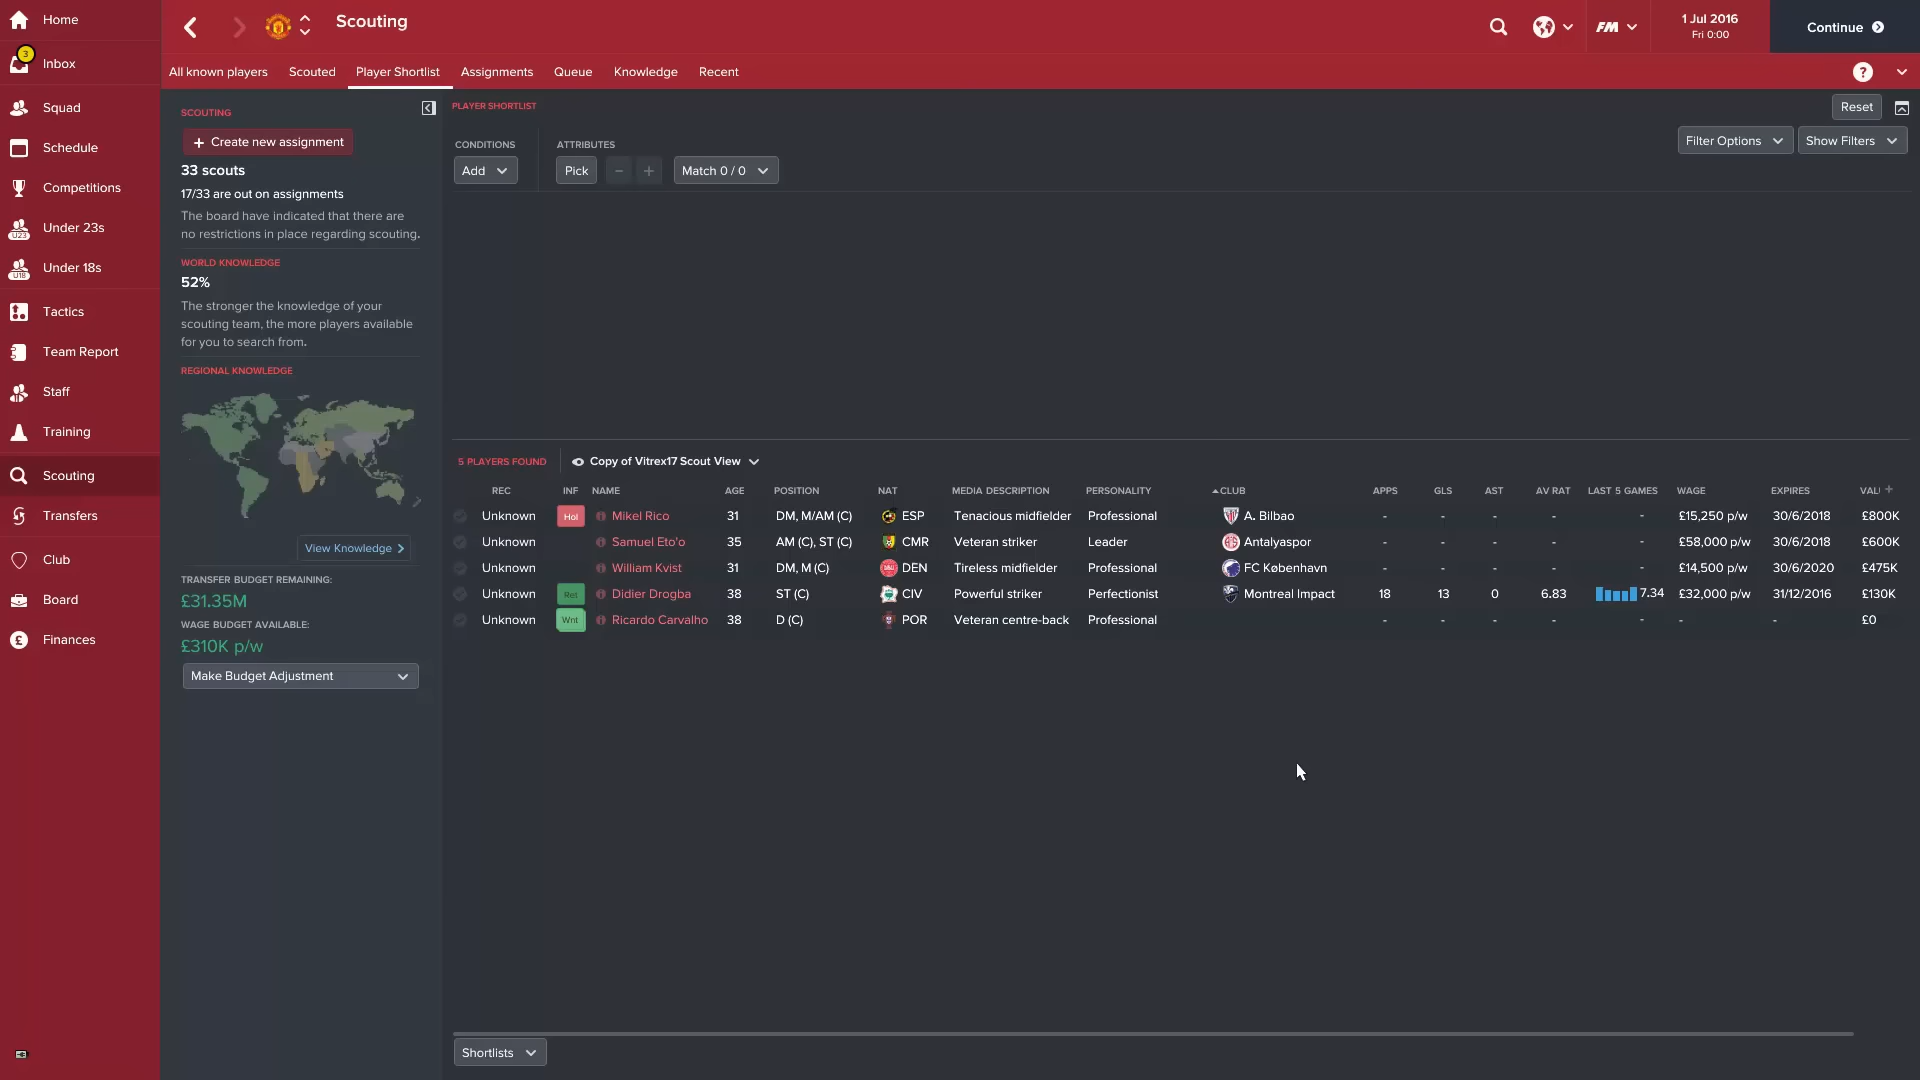 Home
3
Inbox
Squad
Schedule
Competitions
U23
Under 23s
U18
Under 18s
Tactics
Team Report
Staff
Training
Scouting
Transfers
Club
Board
Finances
Scouting
FM
1 Jul 2016
Fri 0:00
Continue
All known players
Scouted
Player Shortlist
Assignments
Queue
Knowledge
Recent
?
SCOUTING
+ Create new assignment
33 scouts
17/33 are out on assignments
The board have indicated that there are
no restrictions in place regarding scouting.
WORLD KNOWLEDGE
52%
The stronger the knowledge of your
scouting team, the more players available
for you to search from.
REGIONAL KNOWLEDGE
View Knowledge
TRANSFER BUDGET REMAINING:
£31.35M
WAGE BUDGET AVAILABLE:
£310K p/w
Make Budget Adjustment
PLAYER SHORTLIST
Reset
CONDITIONS
ATTRIBUTES
Filter Options
Show Filters
Add
Pick
−
+
Match 0 / 0
5 PLAYERS FOUND
Copy of Vitrex17 Scout View
REC INF NAME AGE POSITION NAT MEDIA DESCRIPTION PERSONALITY CLUB APPS GLS AST AV RAT LAST 5 GAMES WAGE EXPIRES VALU +
Unknown Hol Mikel Rico 31 DM, M/AM (C) ESP Tenacious midfielder Professional A. Bilbao - - - - - £15,250 p/w 30/6/2018 £800K
Unknown Samuel Eto'o 35 AM (C), ST (C) CMR Veteran striker Leader Antalyaspor - - - - - £58,000 p/w 30/6/2018 £600K
Unknown William Kvist 31 DM, M (C) DEN Tireless midfielder Professional FC København - - - - - £14,500 p/w 30/6/2020 £475K
Unknown Ret Didier Drogba 38 ST (C) CIV Powerful striker Perfectionist Montreal Impact 18 13 0 6.83 7.34 £32,000 p/w 31/12/2016 £130K
Unknown Wnt Ricardo Carvalho 38 D (C) POR Veteran centre-back Professional - - - - - - - £0
Shortlists